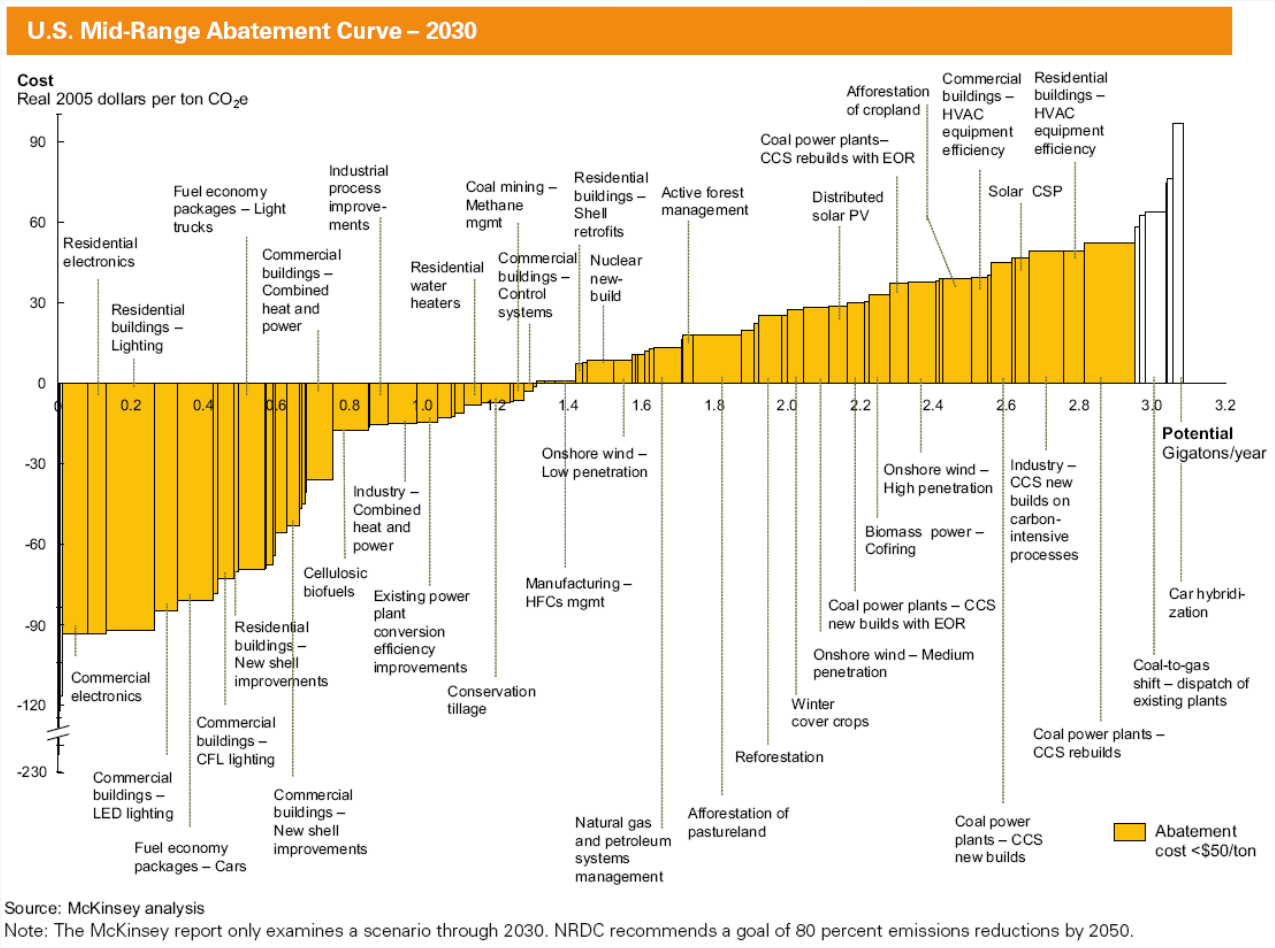 U.S. Mid-Range Abatement Curve – 2030
Cost
Real 2005 dollars per ton CO₂e
90
60
30
0
-30
-60
-90
-120
-230
0
0.2
0.4
0.6
0.8
1.0
1.2
1.4
1.6
1.8
2.0
2.2
2.4
2.6
2.8
3.0
3.2
Potential
Gigatons/year
Residential
electronics
Residential
buildings –
Lighting
Fuel economy
packages – Light
trucks
Commercial
buildings –
Combined
heat and
power
Industrial
process
improve-
ments
Residential
water
heaters
Coal mining –
Methane
mgmt
Commercial
buildings –
Control
systems
Residential
buildings –
Shell
retrofits
Nuclear
new-
build
Active forest
management
Coal power plants–
CCS rebuilds with EOR
Distributed
solar PV
Afforestation
of cropland
Commercial
buildings –
HVAC
equipment
efficiency
Solar CSP
Residential
buildings –
HVAC
equipment
efficiency
Commercial
electronics
Commercial
buildings –
LED lighting
Fuel economy
packages – Cars
Commercial
buildings –
CFL lighting
Residential
buildings –
New shell
improvements
Commercial
buildings –
New shell
improvements
Cellulosic
biofuels
Industry –
Combined
heat and
power
Existing power
plant
conversion
efficiency
improvements
Conservation
tillage
Manufacturing –
HFCs mgmt
Onshore wind –
Low penetration
Natural gas
and petroleum
systems
management
Afforestation of
pastureland
Reforestation
Winter
cover crops
Onshore wind – Medium
penetration
Coal power plants – CCS
new builds with EOR
Biomass power –
Cofiring
Onshore wind –
High penetration
Coal power
plants – CCS
new builds
Industry –
CCS new
builds on
carbon-
intensive
processes
Coal power plants –
CCS rebuilds
Coal-to-gas
shift – dispatch of
existing plants
Car hybridi-
zation
Abatement
cost <$50/ton
Source: McKinsey analysis
Note: The McKinsey report only examines a scenario through 2030. NRDC recommends a goal of 80 percent emissions reductions by 2050.